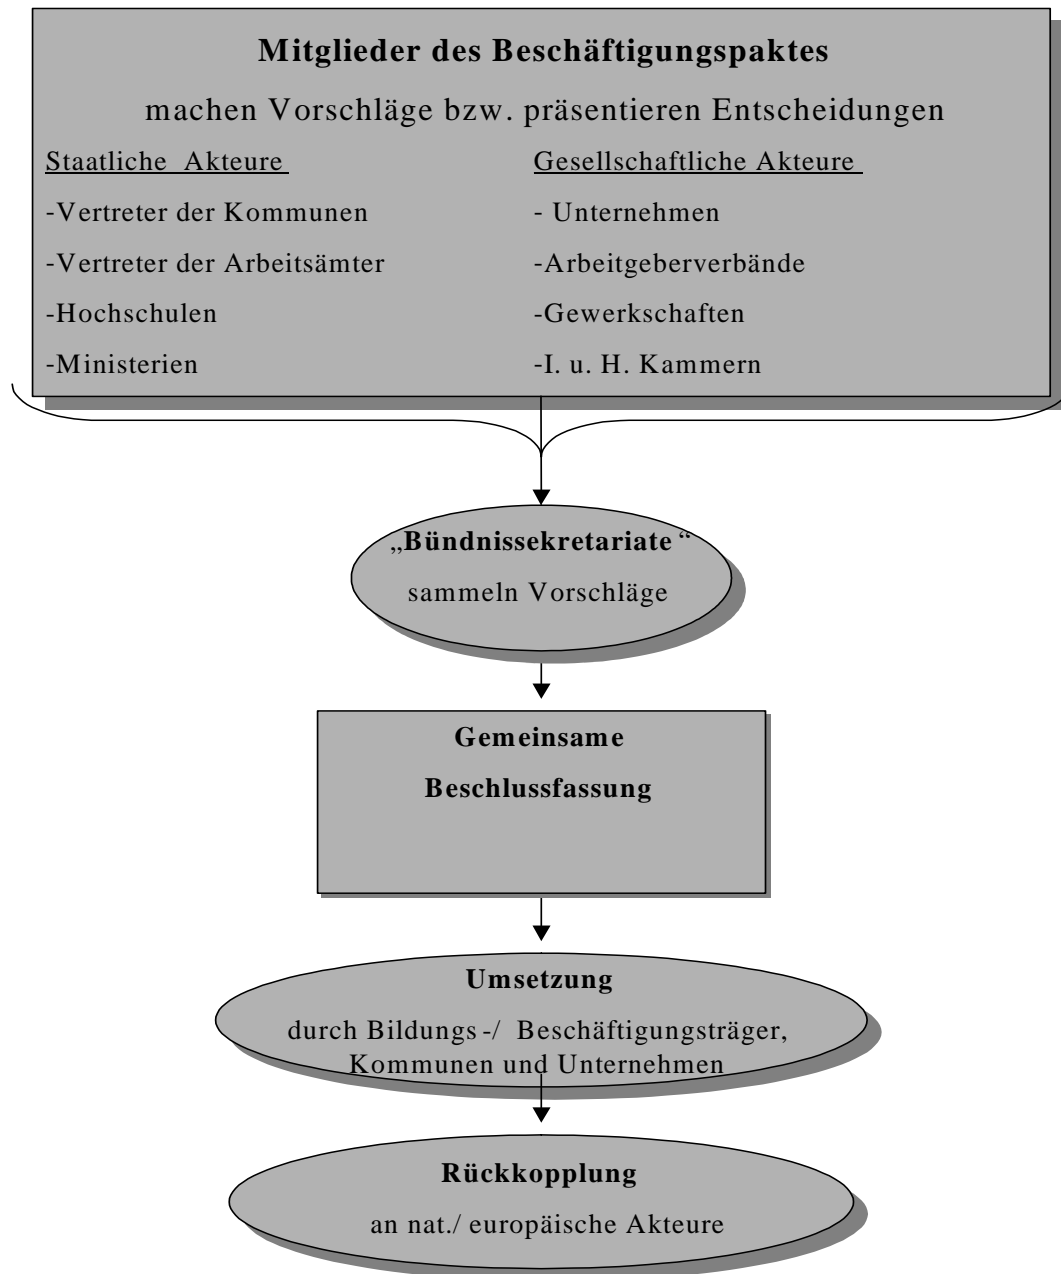 Mitglieder des Beschäftigungspaktes
machen Vorschläge bzw. präsentieren Entscheidungen
Staatliche Akteure
Gesellschaftliche Akteure
-Vertreter der Kommunen
- Unternehmen
-Vertreter der Arbeitsämter
-Arbeitgeberverbände
-Hochschulen
-Gewerkschaften
-Ministerien
-I. u. H. Kammern
„Bündnissekretariate “
sammeln Vorschläge
Gemeinsame
Beschlussfassung
Umsetzung
durch Bildungs -/ Beschäftigungsträger,
Kommunen und Unternehmen
Rückkopplung
an nat./ europäische Akteure